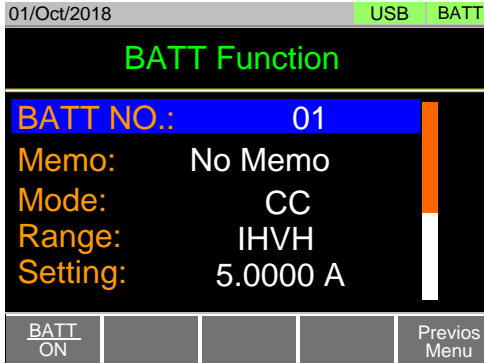 01/Oct/2018 USB BATT
BATT Function
BATT NO.: 01
Memo: No Memo
Mode: CC
Range: IHVH
Setting: 5.0000 A
BATT
ON
Previos
Menu